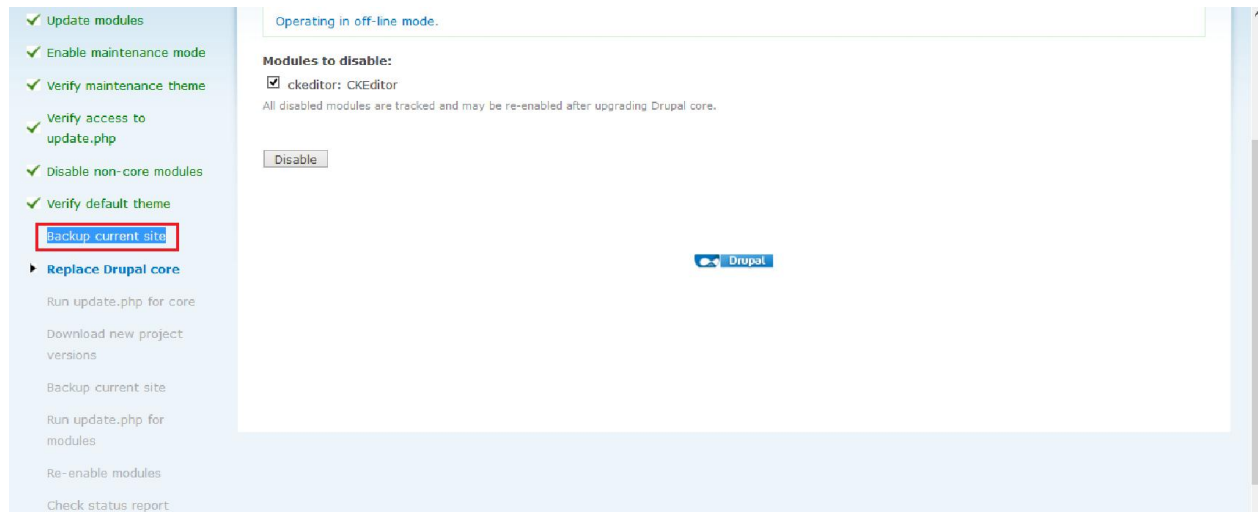 Update modules
Enable maintenance mode
Verify maintenance theme
Verify access to
update.php
Disable non-core modules
Verify default theme
Backup current site
Replace Drupal core
Run update.php for core
Download new project
versions
Backup current site
Run update.php for
modules
Re-enable modules
Check status report
Operating in off-line mode.
Modules to disable:
ckeditor: CKEditor
All disabled modules are tracked and may be re-enabled after upgrading Drupal core.
Disable
Drupal